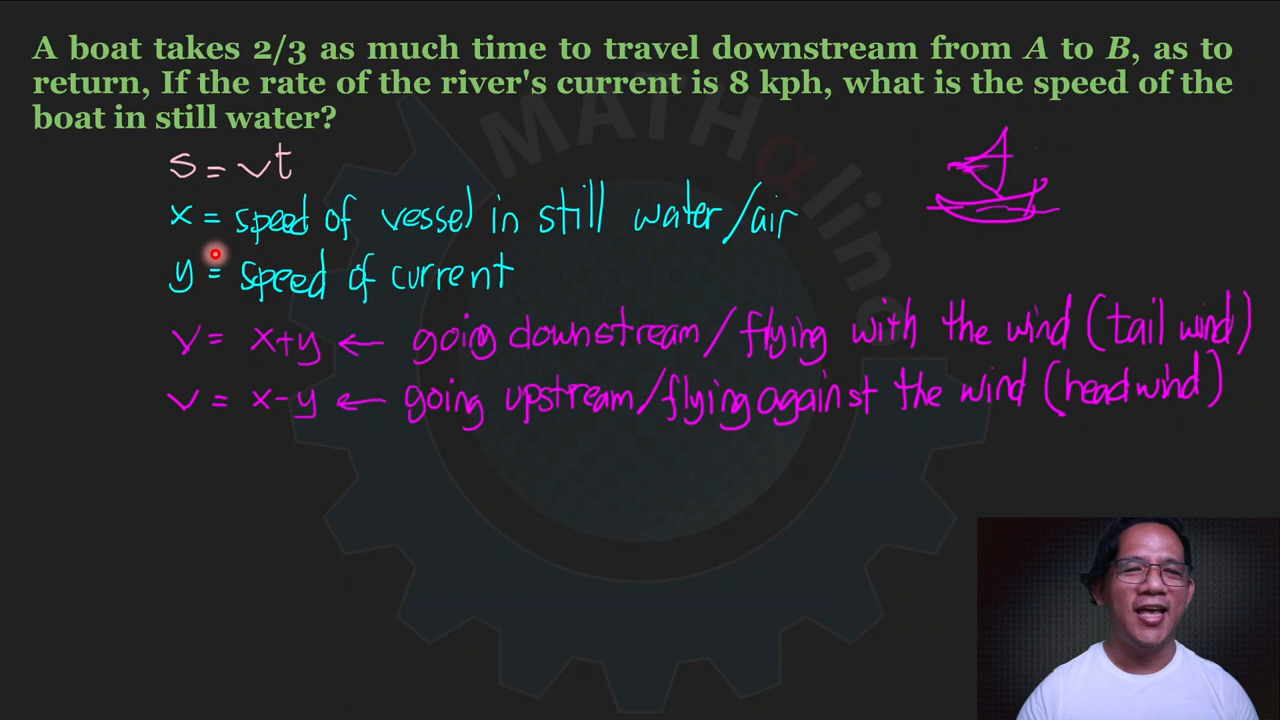 A boat takes 2/3 as much time to travel downstream from A to B, as to
return, If the rate of the river's current is 8 kph, what is the speed of the
boat in still water?
s = vt
x = speed of vessel in still water/air
y = speed of current
v = x+y ← going downstream/flying with the wind (tail wind)
v = x-y ← going upstream/flying against the wind (headwind)
MATHalino